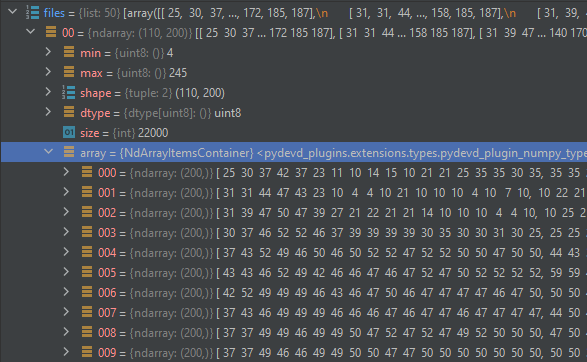 files = {list: 50} [array([[ 25, 30, 37, ..., 172, 185, 187],\n [ 31, 31, 44, ..., 158, 185, 187],\n [ 31, 39, 4
00 = {ndarray: (110, 200)} [[ 25 30 37 ... 172 185 187], [ 31 31 44 ... 158 185 187], [ 31 39 47 ... 140 170
min = {uint8: ()} 4
max = {uint8: ()} 245
shape = {tuple: 2} (110, 200)
dtype = {dtype[uint8]: ()} uint8
size = {int} 22000
array = {NdArrayItemsContainer} <pydevd_plugins.extensions.types.pydevd_plugin_numpy_type
000 = {ndarray: (200,)} [ 25 30 37 42 37 23 11 10 14 15 10 21 21 25 35 35 30 35, 35 35
001 = {ndarray: (200,)} [ 31 31 44 47 43 23 10 4 4 10 21 10 10 10 4 10 7 10, 10 22 21
002 = {ndarray: (200,)} [ 31 39 47 50 47 39 27 21 22 21 21 14 10 10 10 4 4 10, 10 25 2
003 = {ndarray: (200,)} [ 30 37 46 52 52 46 37 39 39 39 39 30 35 30 30 31 30 25, 25 25
004 = {ndarray: (200,)} [ 37 43 52 49 46 50 46 50 52 52 47 52 52 50 50 47 50 50, 44 43
005 = {ndarray: (200,)} [ 43 43 46 52 49 42 46 46 47 46 47 52 47 50 52 52 52 52, 59 59
006 = {ndarray: (200,)} [ 42 52 49 49 49 46 43 46 47 50 46 47 47 47 47 46 47 50, 50 50
007 = {ndarray: (200,)} [ 37 43 46 49 47 49 46 46 47 46 47 46 47 46 47 47 47 47, 44 50
008 = {ndarray: (200,)} [ 37 37 49 46 49 49 50 47 52 47 52 47 49 52 50 50 50 47, 50 50
009 = {ndarray: (200,)} [ 37 37 49 46 46 49 49 50 50 47 47 50 50 50 50 50 50 50, 50 50